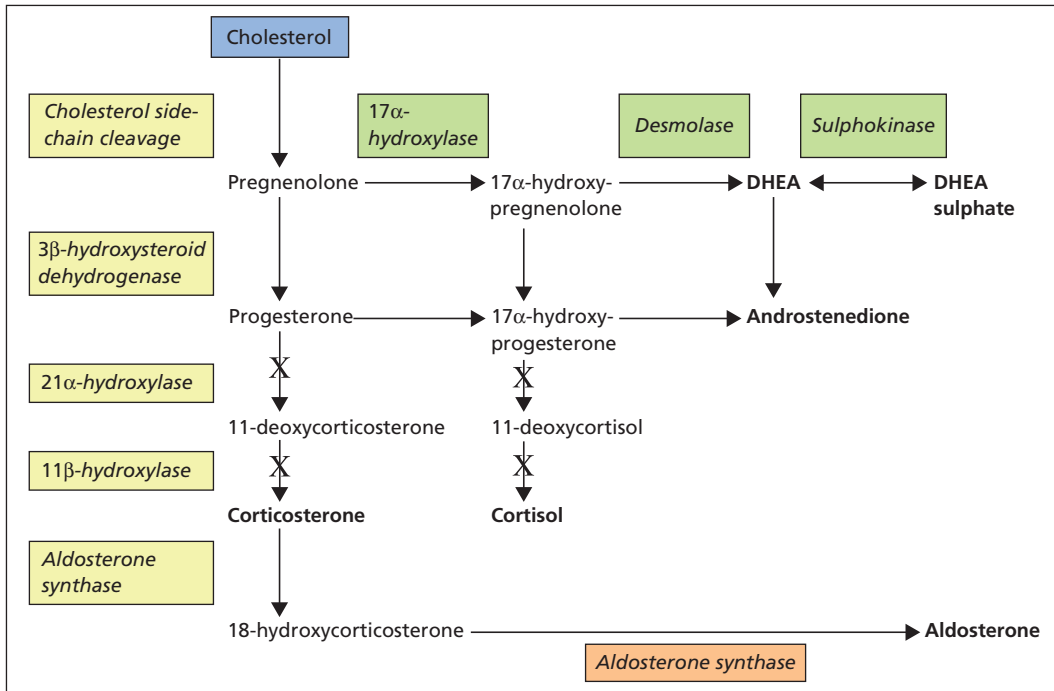 Cholesterol
Cholesterol side-
chain cleavage
17α-
hydroxylase
Desmolase
Sulphokinase
Pregnenolone
17α-hydroxy-
pregnenolone
DHEA
DHEA
sulphate
3β-hydroxysteroid
dehydrogenase
Progesterone
17α-hydroxy-
progesterone
Androstenedione
X
X
21α-hydroxylase
11-deoxycorticosterone
11-deoxycortisol
11β-hydroxylase
X
X
Corticosterone
Cortisol
Aldosterone
synthase
18-hydroxycorticosterone
Aldosterone
Aldosterone synthase